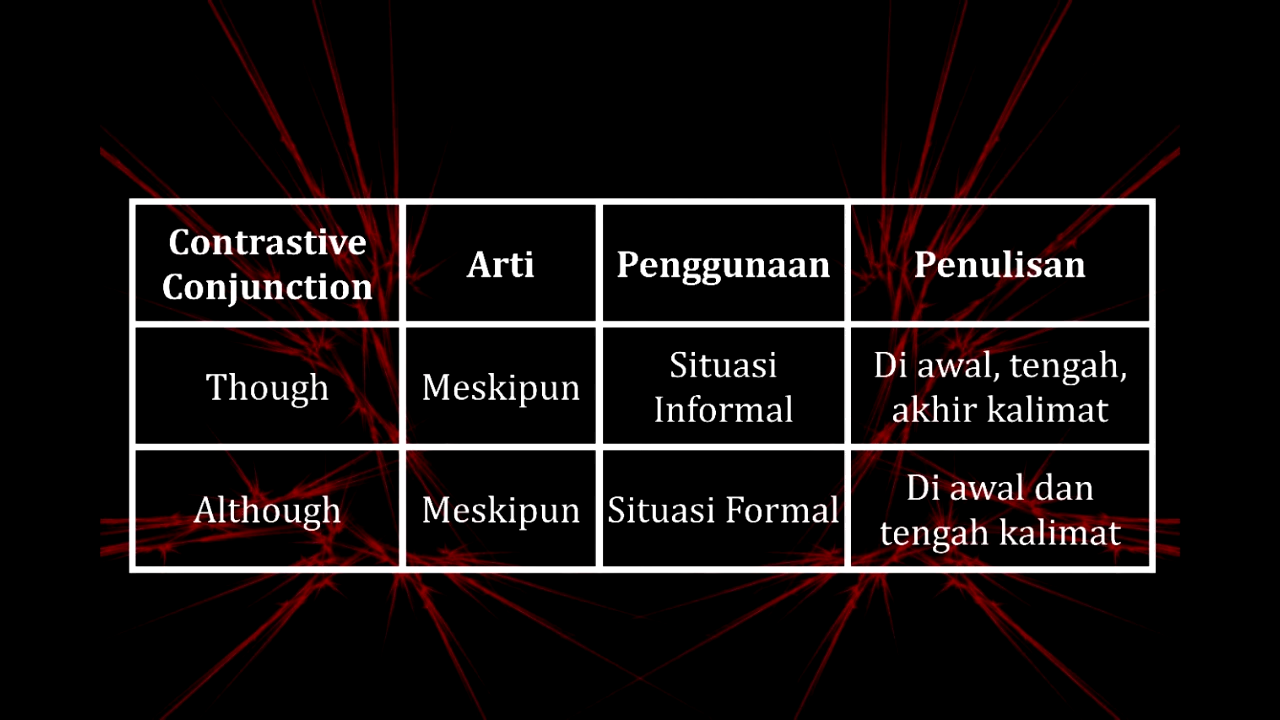 Contrastive
Conjunction
Arti
Penggunaan
Penulisan
Though
Meskipun
Situasi
Informal
Di awal, tengah,
akhir kalimat
Although
Meskipun
Situasi Formal
Di awal dan
tengah kalimat